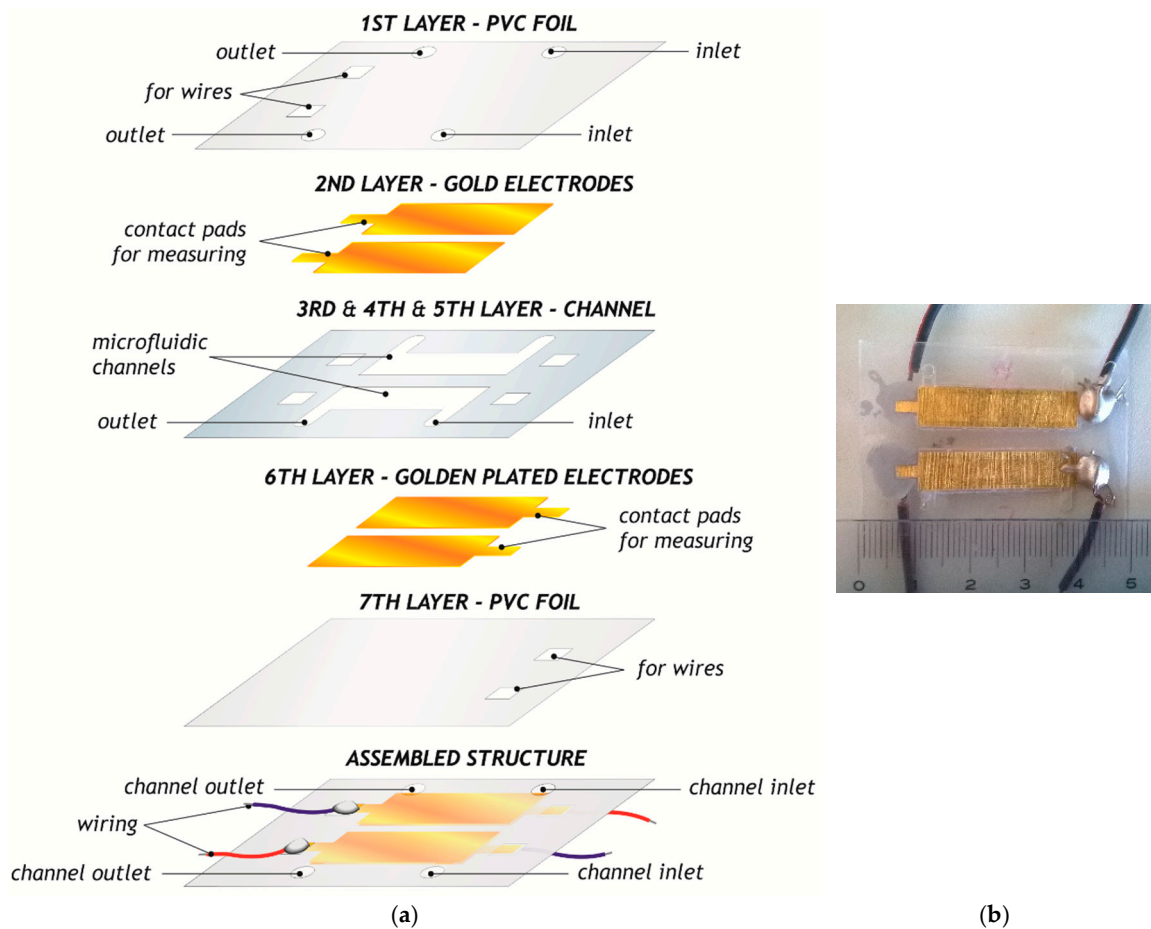 1ST LAYER - PVC FOIL
outlet
inlet
for wires
outlet
inlet
2ND LAYER - GOLD ELECTRODES
contact pads
for measuring
3RD & 4TH & 5TH LAYER - CHANNEL
microfluidic
channels
outlet
inlet
6TH LAYER - GOLDEN PLATED ELECTRODES
contact pads
for measuring
7TH LAYER - PVC FOIL
for wires
ASSEMBLED STRUCTURE
channel outlet
channel inlet
wiring
channel outlet
channel inlet
(a)
0 1 2 3 4 5
(b)